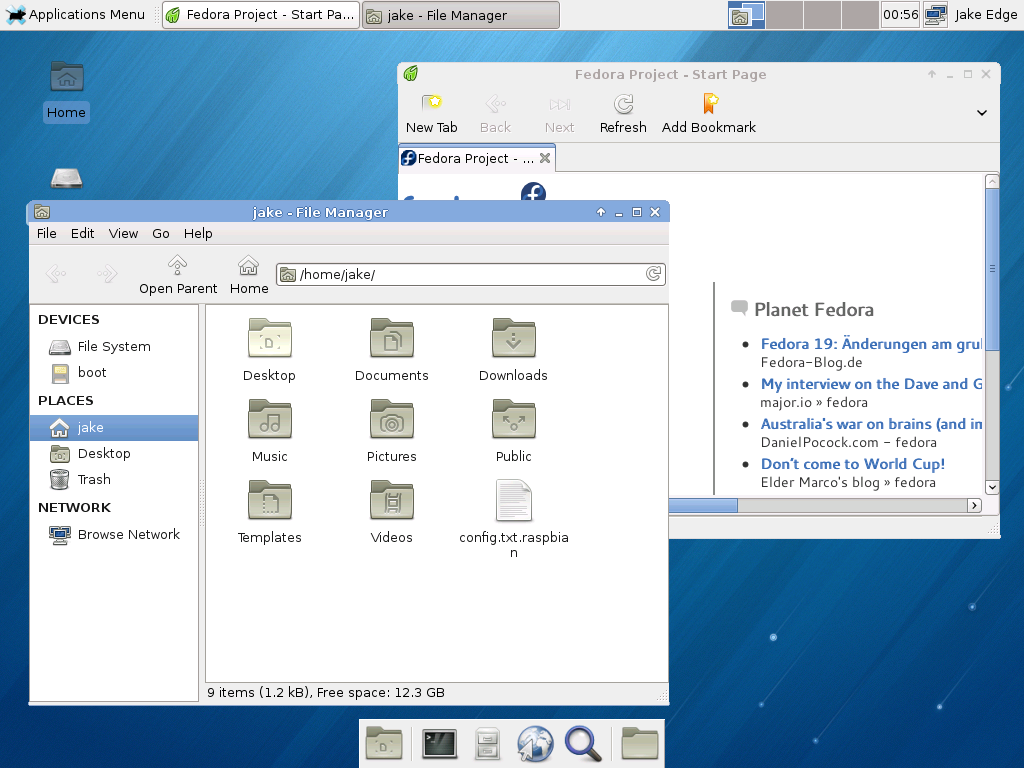 Applications Menu
Fedora Project - Start Pa...
jake - File Manager
00:56
Jake Edge
Home
Fedora Project - Start Page
New Tab
Back
Next
Refresh
Add Bookmark
Fedora Project - ...
jake - File Manager
File
Edit
View
Go
Help
Open Parent
Home
/home/jake/
DEVICES
File System
boot
PLACES
jake
Desktop
Trash
NETWORK
Browse Network
Desktop
Documents
Downloads
Music
Pictures
Public
Templates
Videos
config.txt.raspbia
n
9 items (1.2 kB), Free space: 12.3 GB
Planet Fedora
Fedora 19: Änderungen am gru
Fedora-Blog.de
My interview on the Dave and G
major.io » fedora
Australia's war on brains (and in
DanielPocock.com - fedora
Don't come to World Cup!
Elder Marco's blog » fedora